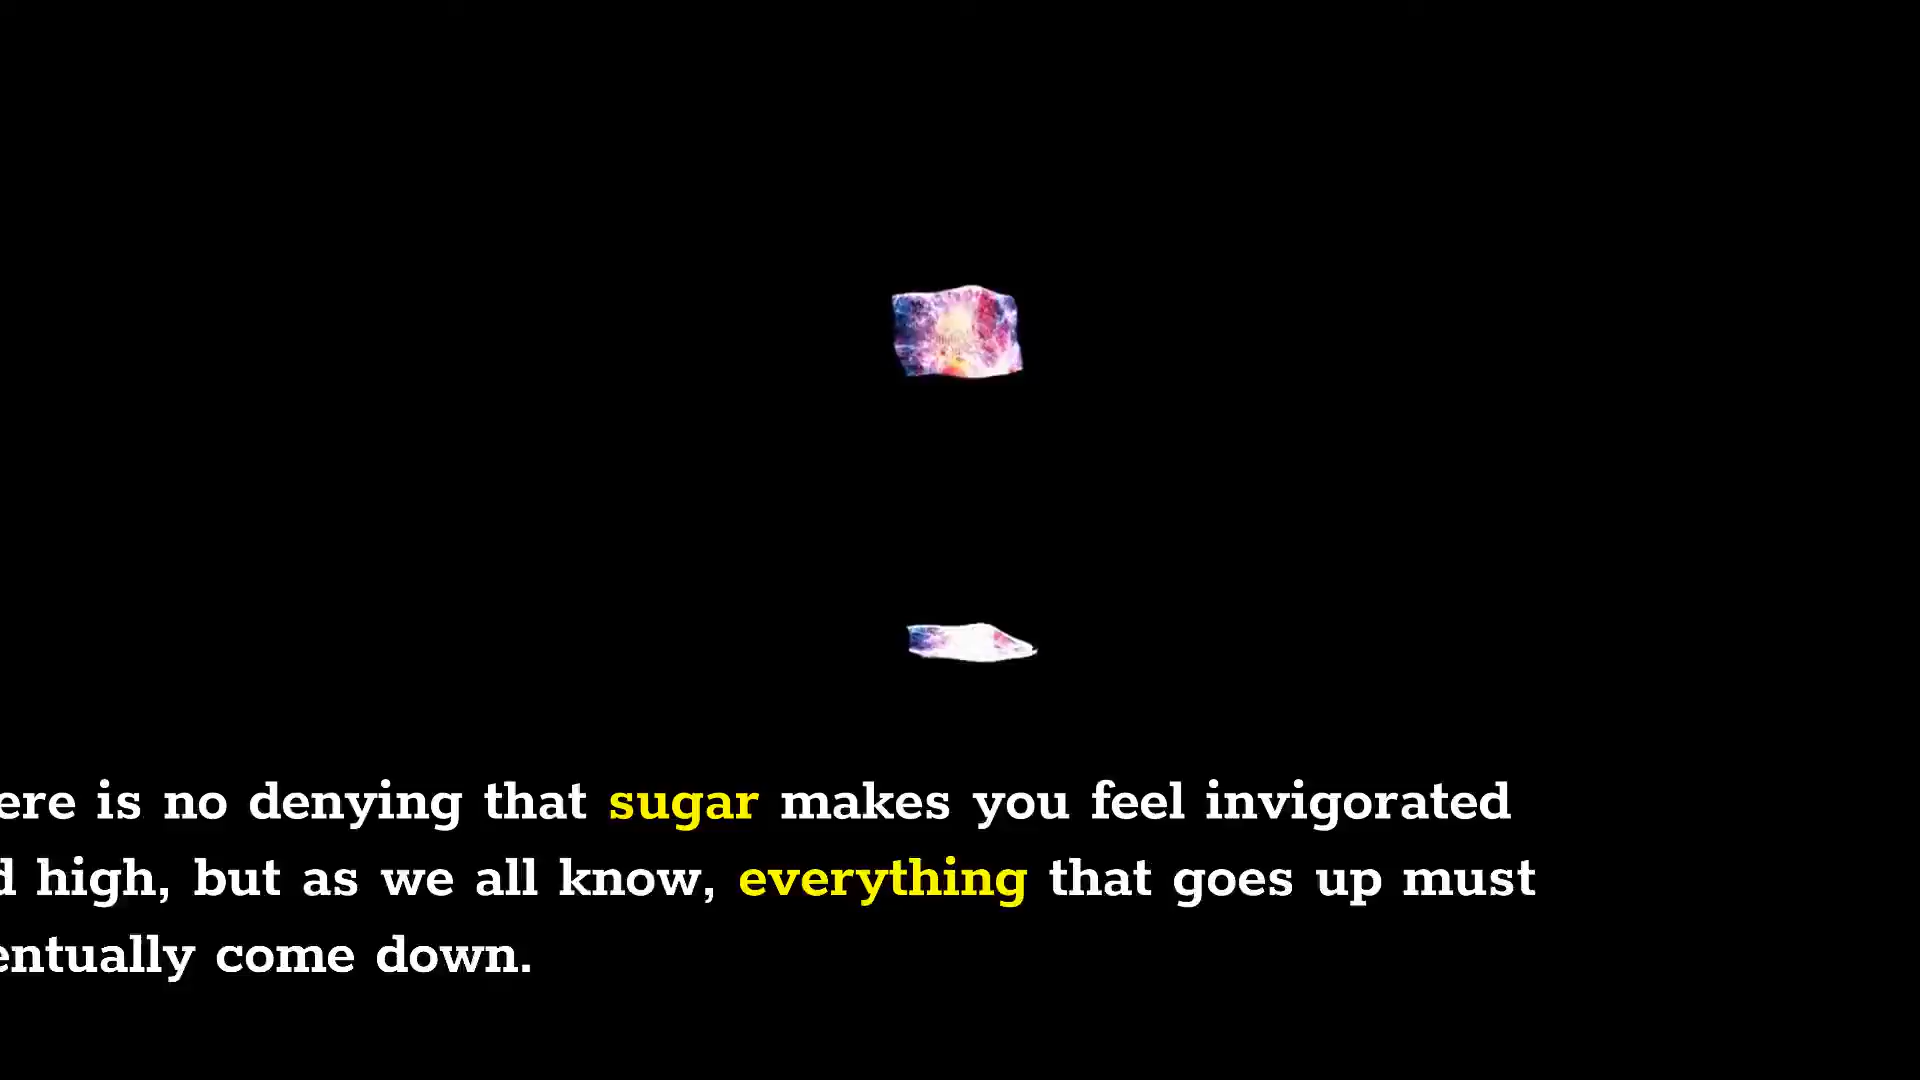 ere is no denying that sugar makes you feel invigorated
d high, but as we all know, everything that goes up must
entually come down.